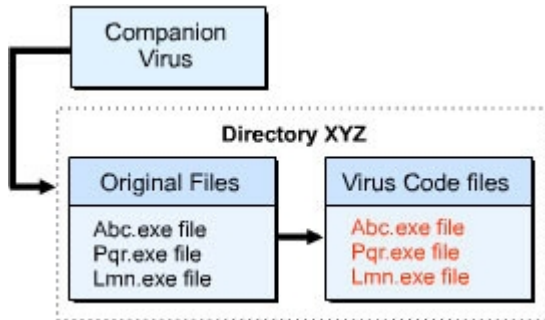 Companion
Virus
Directory XYZ
Original Files
Abc.exe file
Pqr.exe file
Lmn.exe file
Virus Code files
Abc.exe file
Pqr.exe file
Lmn.exe file